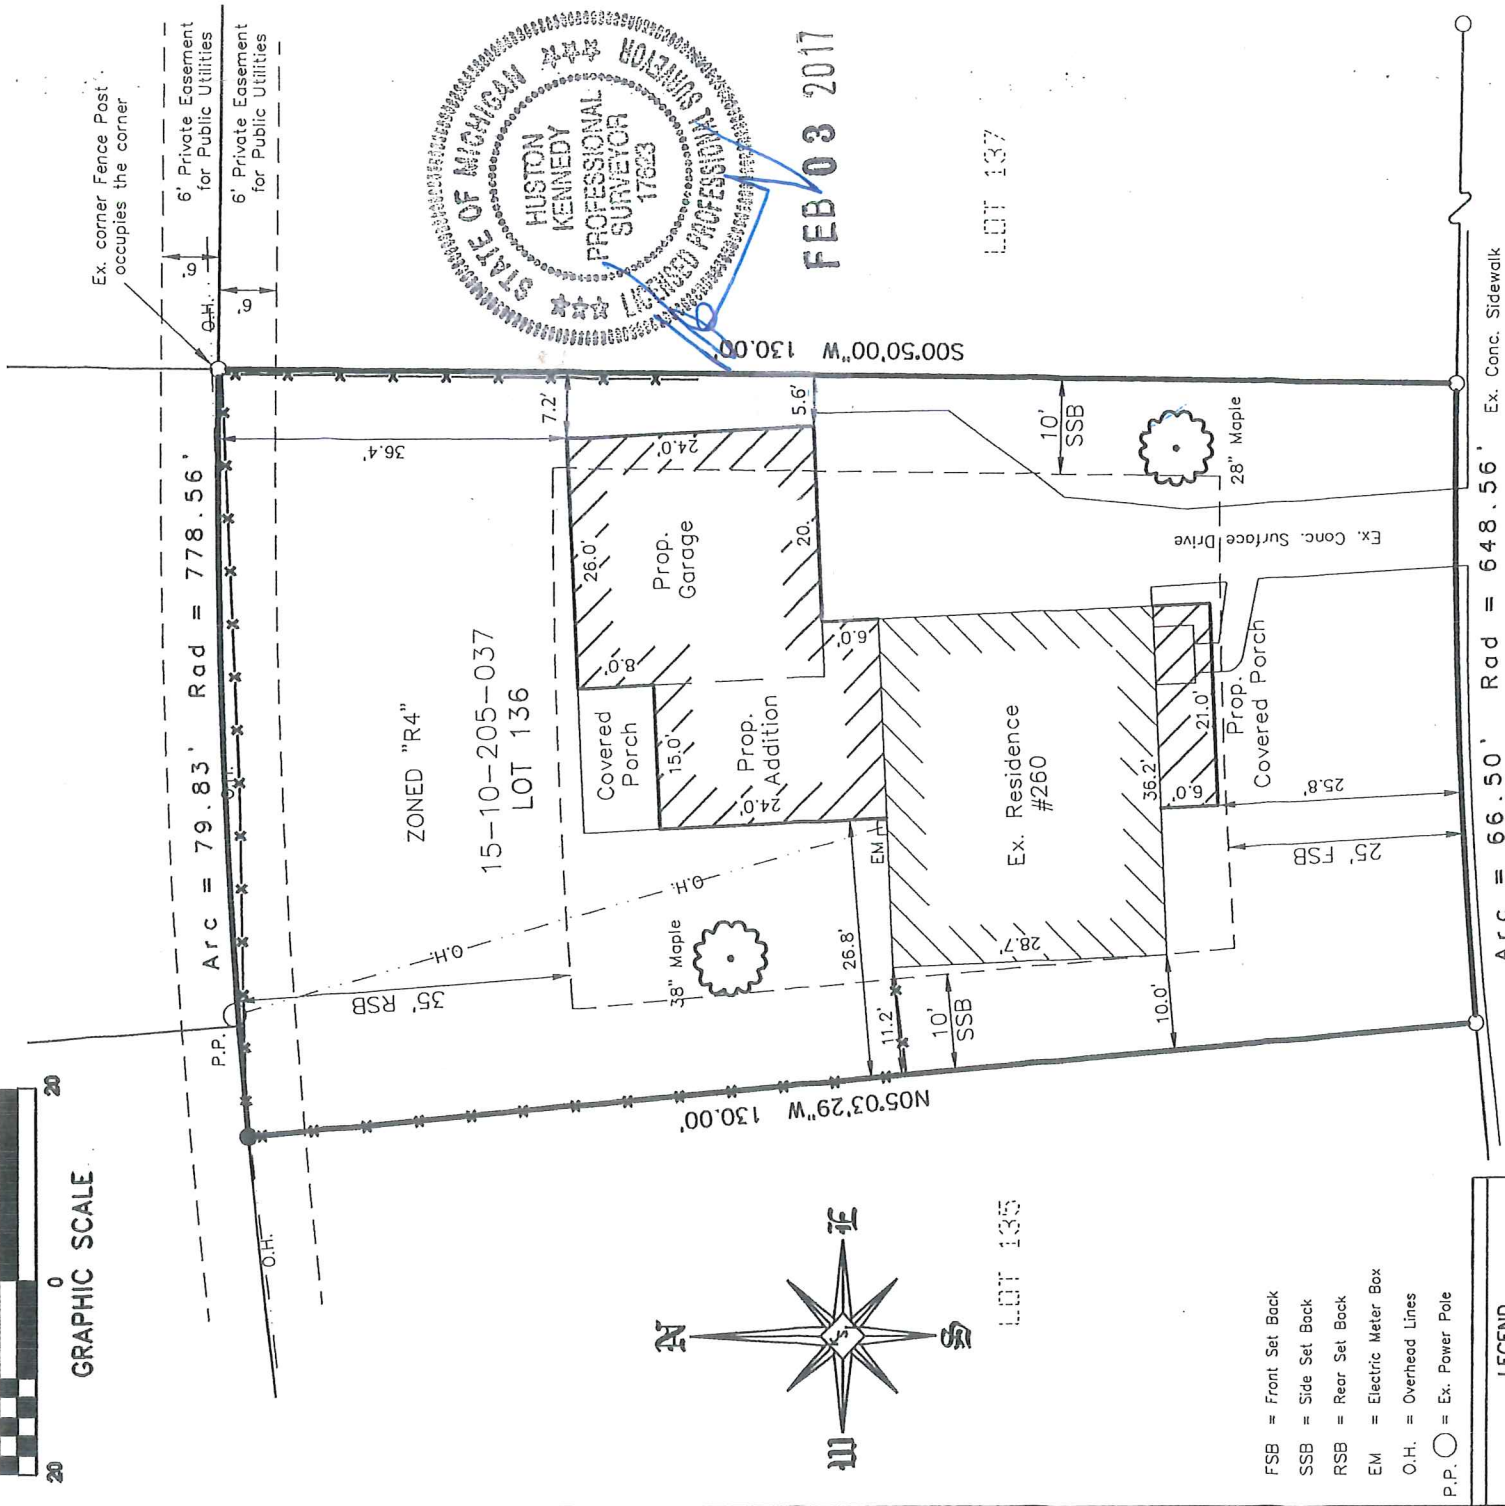 Ex. corner Fence Post
occupies the corner
6' Private Easement
for Public Utilities
6' Private Easement
for Public Utilities
6'
6'
O.H.
20
0
20
GRAPHIC SCALE
Arc = 79.83' Rad = 778.56'
P.P.
O.H.
O.H.
O.H.
35' RSB
36.4'
ZONED "R4"
15-10-205-037
LOT 136
STATE OF MICHIGAN
HUSTON
KENNEDY
PROFESSIONAL
SURVEYOR
17623
LICENSED PROFESSIONAL SURVEYOR
FEB 03 2017
LOT 137
S00°50'00"W 130.00'
7.2'
24.0'
26.0'
Prop.
Garage
20.
5.6'
8.0'
Covered
Porch
15.0'
Prop.
Addition
24.0'
6.0'
EM
38" Maple
26.8'
11.2'
10'
SSB
10.0'
28.7'
Ex. Residence
#260
36.2'
21.0'
6.0'
Prop.
Covered Porch
25.8'
25' FSB
10'
SSB
28" Maple
Ex. Conc. Surface Drive
Ex. Conc. Sidewalk
N05°03'29"W 130.00'
Arc = 66.50' Rad = 648.56'
N
W
E
S
LOT 135
FSB = Front Set Back
SSB = Side Set Back
RSB = Rear Set Back
EM = Electric Meter Box
O.H. = Overhead Lines
P.P. = Ex. Power Pole
LEGEND